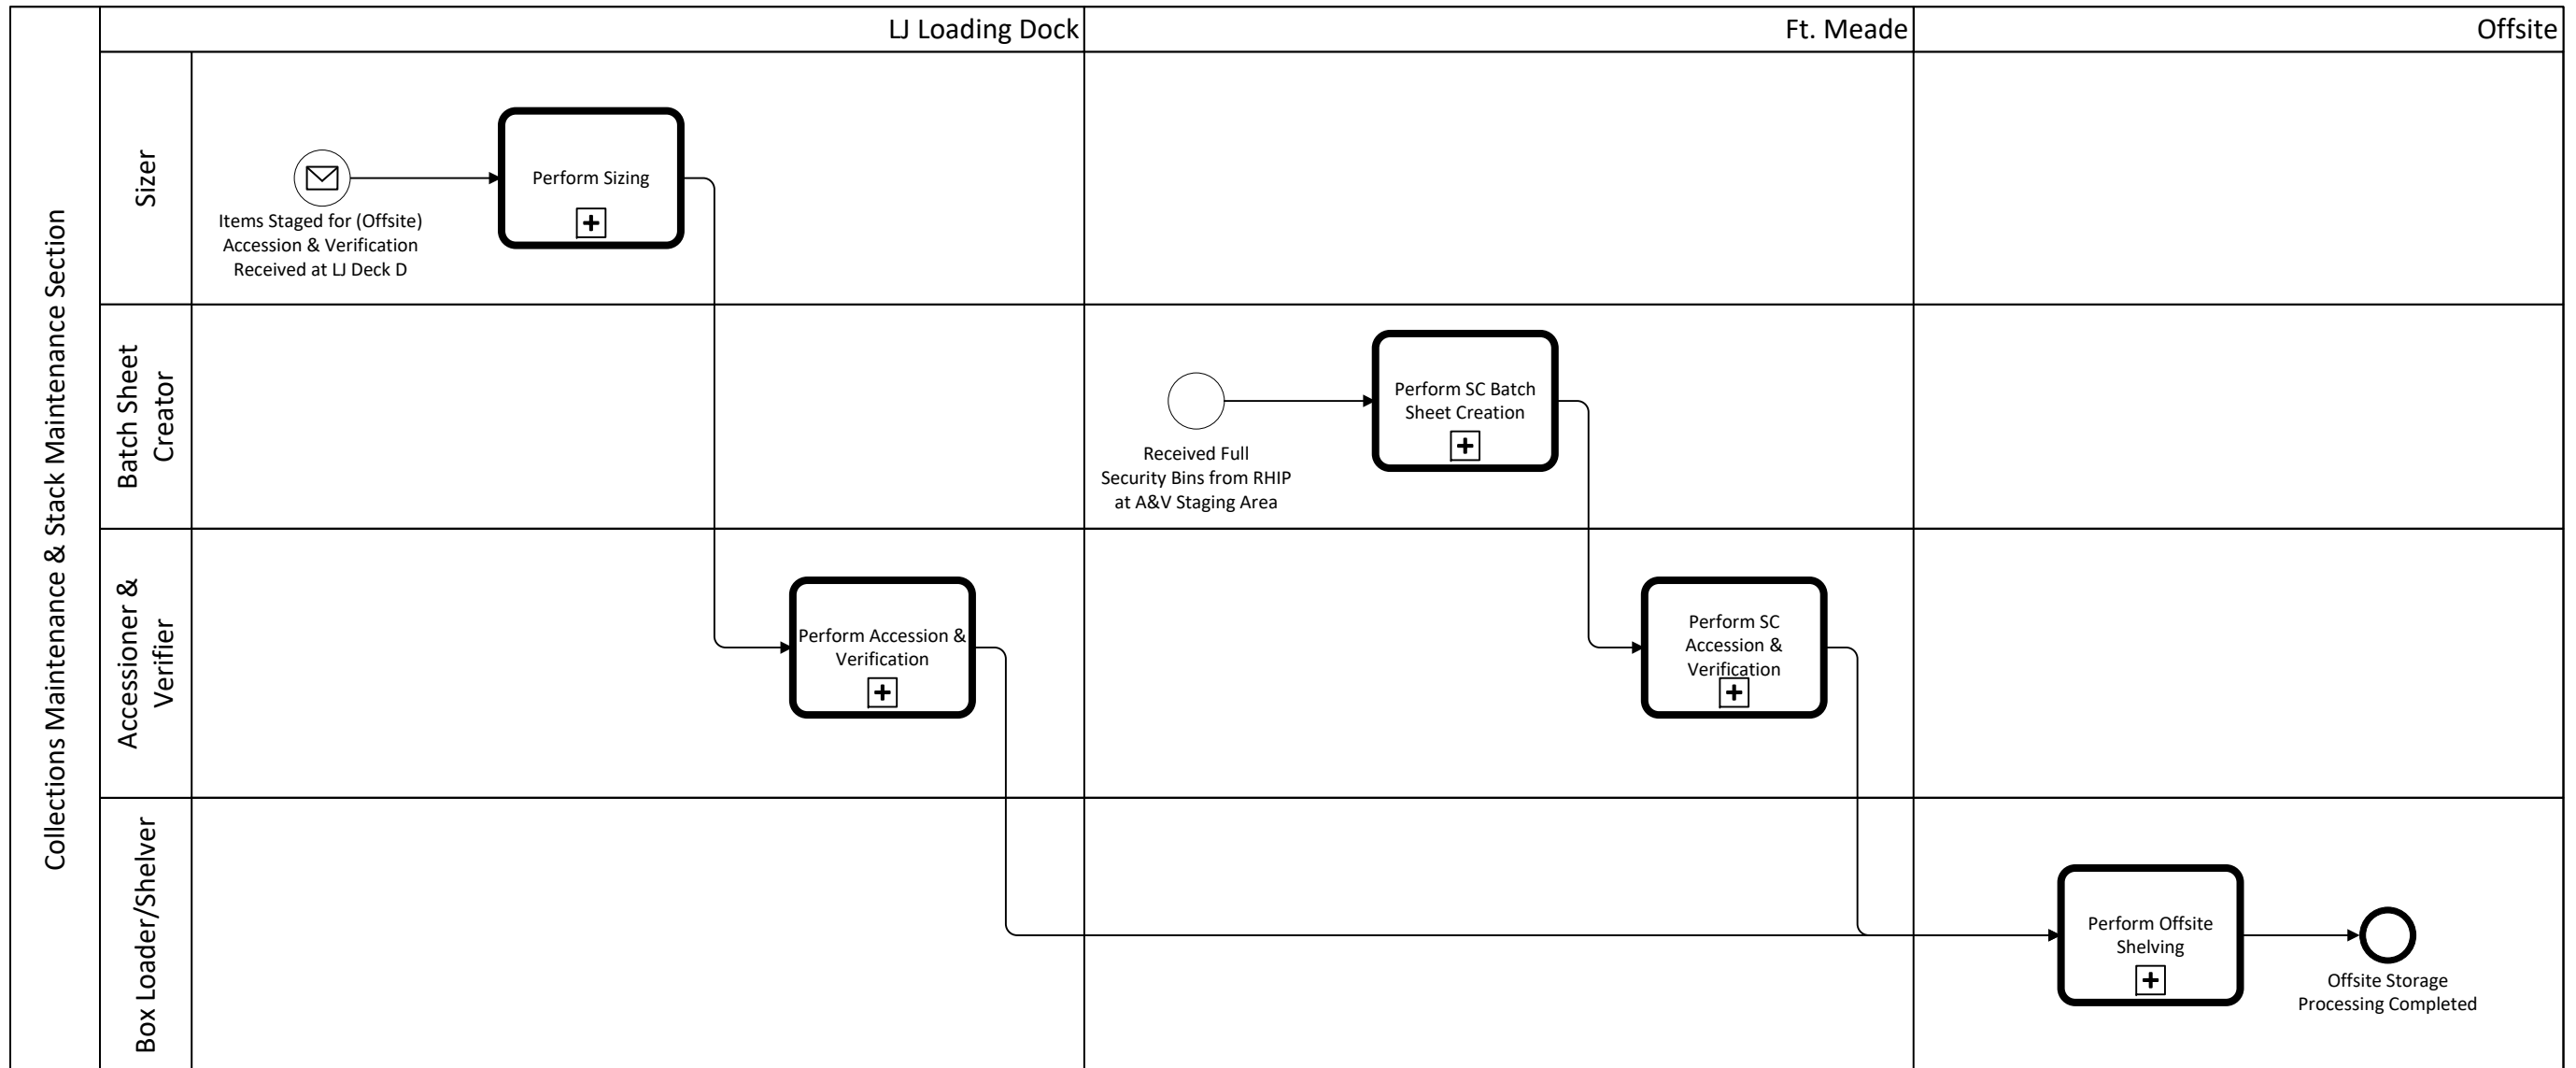 LJ Loading Dock
Ft. Meade
Offsite
Collections Maintenance & Stack Maintenance Section
Sizer
Items Staged for (Offsite)
Accession & Verification
Received at LJ Deck D
Perform Sizing
Batch Sheet
Creator
Received Full
Security Bins from RHIP
at A&V Staging Area
Perform SC Batch
Sheet Creation
Accessioner &
Verifier
Perform Accession &
Verification
Perform SC
Accession &
Verification
Box Loader/Shelver
Perform Offsite
Shelving
Offsite Storage
Processing Completed